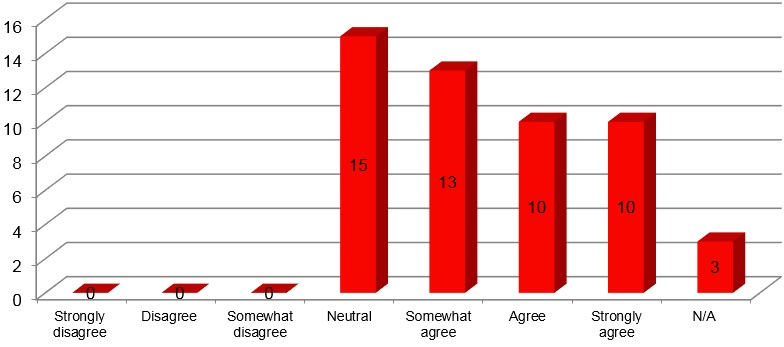 16
14
12
10
8
6
4
2
0
0 0 0 15 13 10 10 3
Strongly disagree
Disagree
Somewhat disagree
Neutral
Somewhat agree
Agree
Strongly agree
N/A